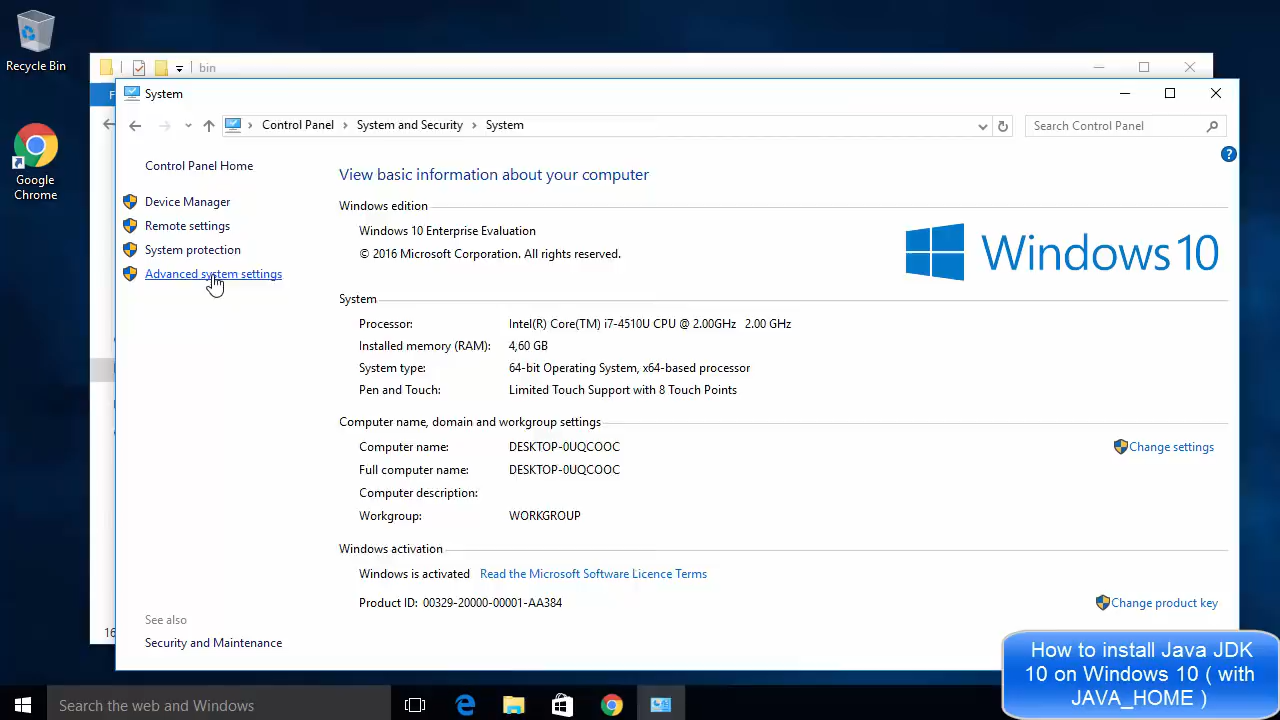 Recycle Bin
Google
Chrome
bin
F
System
Control Panel > System and Security > System
Search Control Panel
?
Control Panel Home
Device Manager
Remote settings
System protection
Advanced system settings
View basic information about your computer
Windows edition
Windows 10 Enterprise Evaluation
© 2016 Microsoft Corporation. All rights reserved.
Windows 10
System
Processor: Intel(R) Core(TM) i7-4510U CPU @ 2.00GHz 2.00 GHz
Installed memory (RAM): 4,60 GB
System type: 64-bit Operating System, x64-based processor
Pen and Touch: Limited Touch Support with 8 Touch Points
Computer name, domain and workgroup settings
Computer name: DESKTOP-0UQCOOC
Change settings
Full computer name: DESKTOP-0UQCOOC
Computer description:
Workgroup: WORKGROUP
Windows activation
Windows is activated Read the Microsoft Software Licence Terms
Product ID: 00329-20000-00001-AA384
Change product key
See also
Security and Maintenance
16
How to install Java JDK
10 on Windows 10 ( with
JAVA_HOME )
Search the web and Windows